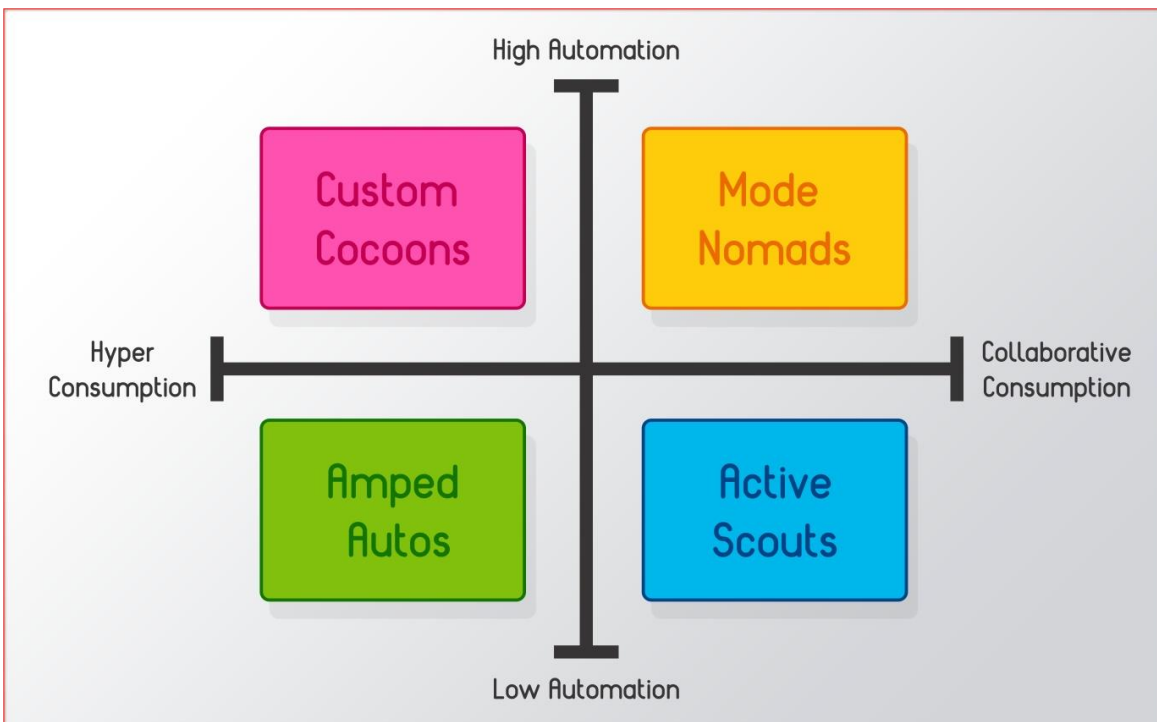 High Automation
Custom
Cocoons
Mode
Nomads
Hyper
Consumption
Collaborative
Consumption
Amped
Autos
Active
Scouts
Low Automation